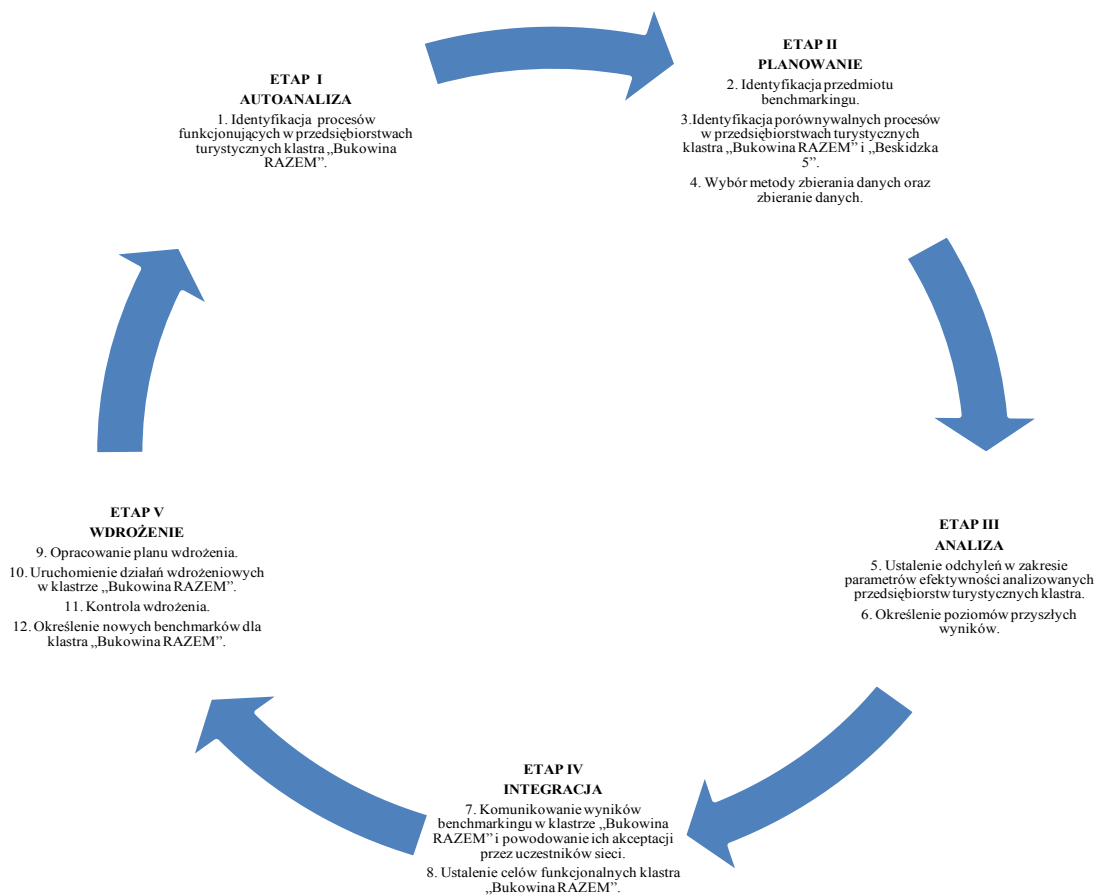 ETAP I
AUTOANALIZA
1. Identyfikacja procesów
funkcjonujących w przedsiębiorstwach
turystycznych klastra „Bukowina
RAZEM”.
ETAP II
PLANOWANIE
2. Identyfikacja przedmiotu
benchmarkingu.
3.Identyfikacja porównywalnych procesów
w przedsiębiorstwach turystycznych
klastra „Bukowina RAZEM” i „Beskidzka
5”.
4. Wybór metody zbierania danych oraz
zbieranie danych.
ETAP III
ANALIZA
5. Ustalenie odchyleń w zakresie
parametrów efektywności analizowanych
przedsiębiorstw turystycznych klastra.
6. Określenie poziomów przyszłych
wyników.
ETAP IV
INTEGRACJA
7. Komunikowanie wyników
benchmarkingu w klastrze „Bukowina
RAZEM” i powodowanie ich akceptacji
przez uczestników sieci.
8. Ustalenie celów funkcjonalnych klastra
„Bukowina RAZEM”.
ETAP V
WDROŻENIE
9. Opracowanie planu wdrożenia.
10. Uruchomienie działań wdrożeniowych
w klastrze „Bukowina RAZEM”.
11. Kontrola wdrożenia.
12. Określenie nowych benchmarków dla
klastra „Bukowina RAZEM”.